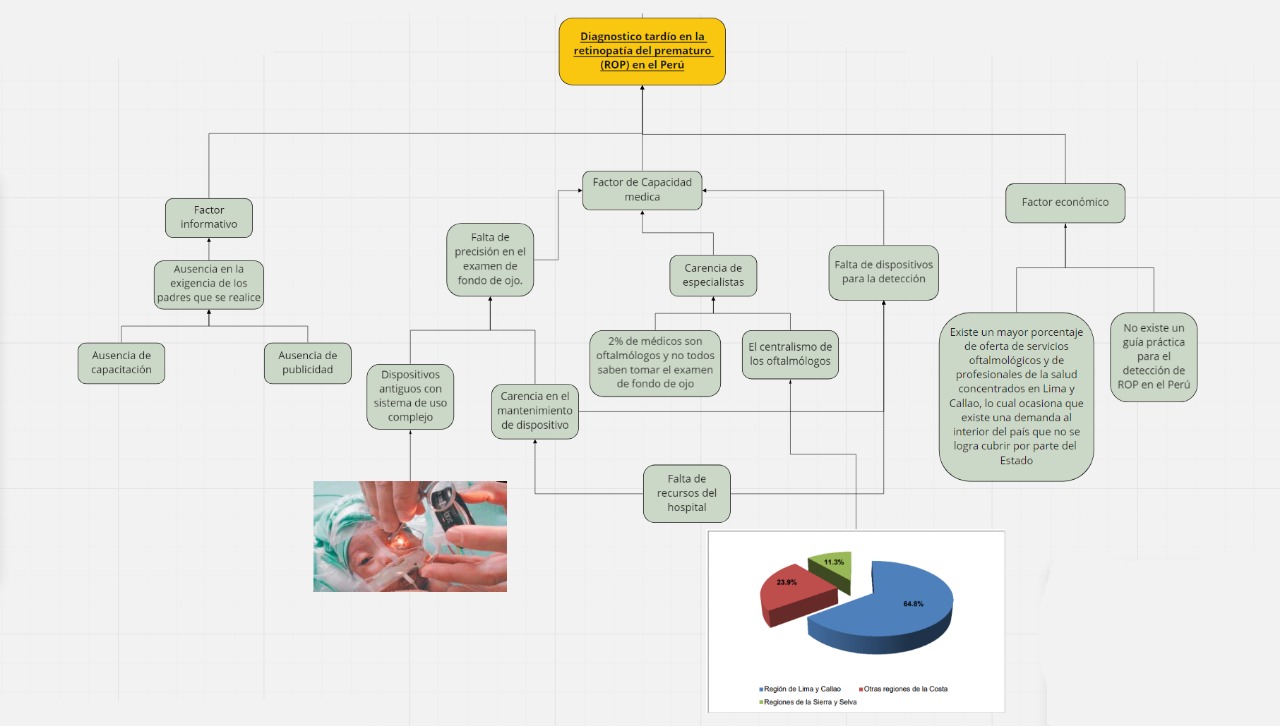 Diagnostico tardío en la
retinopatía del prematuro
(ROP) en el Perú
Factor
informativo
Ausencia en la
exigencia de los
padres que se realice
Ausencia de
capacitación
Ausencia de
publicidad
Factor de Capacidad
medica
Falta de
precisión en el
examen de
fondo de ojo.
Dispositivos
antiguos con
sistema de uso
complejo
Carencia en el
mantenimiento
de dispositivo
Carencia de
especialistas
2% de médicos son
oftalmólogos y no todos
saben tomar el examen
de fondo de ojo
El centralismo de
los oftalmólogos
Falta de dispositivos
para la detección
Falta de
recursos del
hospital
Factor económico
Existe un mayor porcentaje
de oferta de servicios
oftalmológicos y de
profesionales de la salud
concentrados en Lima y
Callao, lo cual ocasiona que
existe una demanda al
interior del país que no se
logra cubrir por parte del
Estado
No existe un
guía práctica
para el
detección de
ROP en el Perú
11.3%
23.9%
64.8%
Región de Lima y Callao
Otras regiones de la Costa
Regiones de la Sierra y Selva